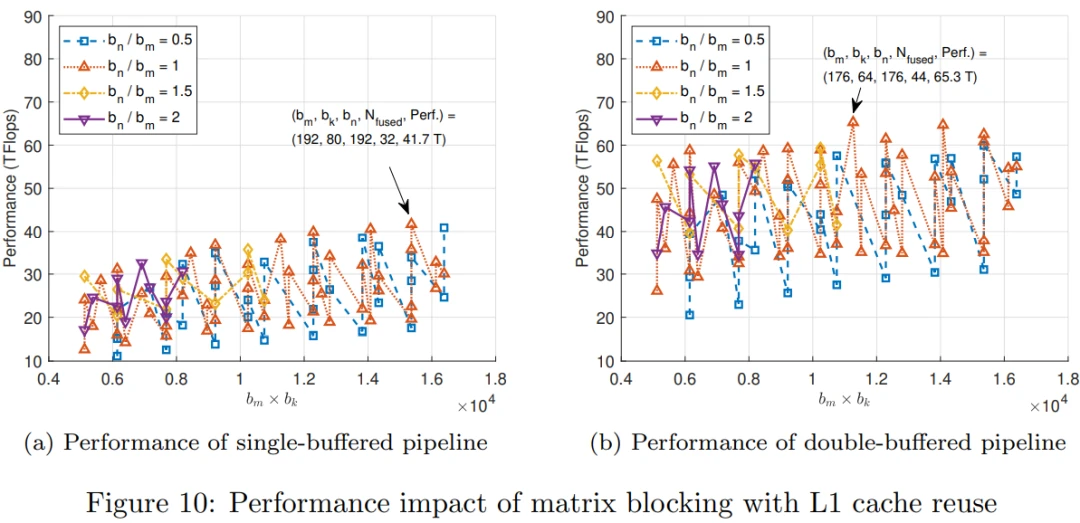 90
80
70
60
50
40
30
20
10
Performance (TFlops)
b_n / b_m = 0.5
b_n / b_m = 1
b_n / b_m = 1.5
b_n / b_m = 2
(b_m, b_k, b_n, N_fused, Perf.) =
(192, 80, 192, 32, 41.7 T)
0.4 0.6 0.8 1 1.2 1.4 1.6 1.8
b_m × b_k
×10^4
(a) Performance of single-buffered pipeline
90
80
70
60
50
40
30
20
10
Performance (TFlops)
b_n / b_m = 0.5
b_n / b_m = 1
b_n / b_m = 1.5
b_n / b_m = 2
(b_m, b_k, b_n, N_fused, Perf.) =
(176, 64, 176, 44, 65.3 T)
0.4 0.6 0.8 1 1.2 1.4 1.6 1.8
b_m × b_k
×10^4
(b) Performance of double-buffered pipeline
Figure 10: Performance impact of matrix blocking with L1 cache reuse